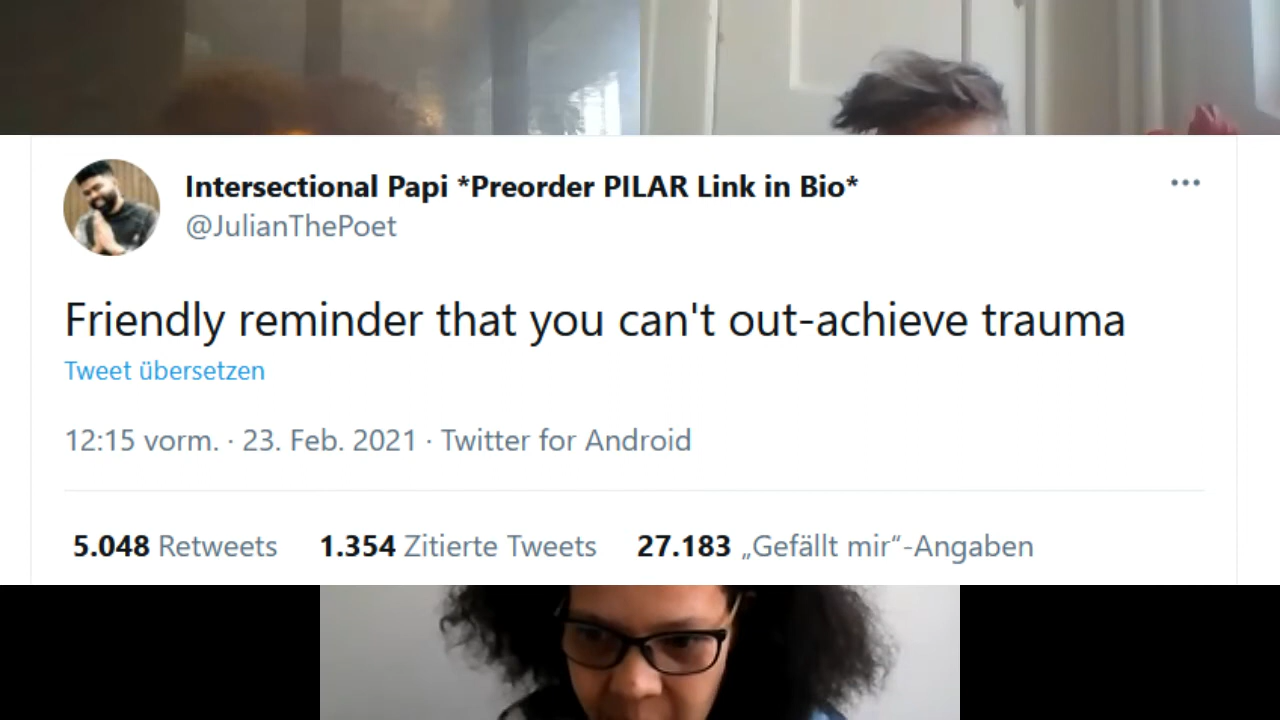 Intersectional Papi *Preorder PILAR Link in Bio*
@JulianThePoet
Friendly reminder that you can't out-achieve trauma
Tweet übersetzen
12:15 vorm. · 23. Feb. 2021 · Twitter for Android
5.048 Retweets 1.354 Zitierte Tweets 27.183 „Gefällt mir“-Angaben